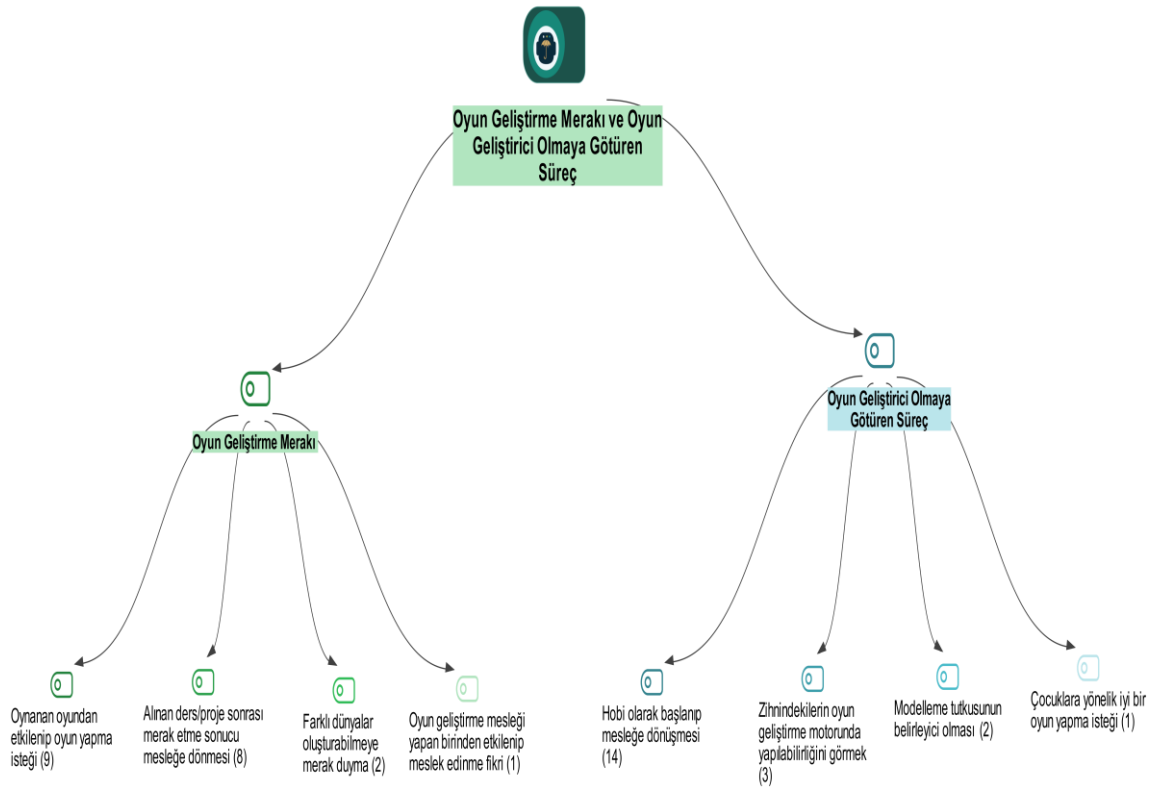 Oyun Geliştirme Merakı ve Oyun
Geliştirici Olmaya Götüren
Süreç
Oyun Geliştirme Merakı
Oyun Geliştirici Olmaya
Götüren Süreç
Oynanan oyundan
etkilenip oyun yapma
isteği (9)
Alınan ders/proje sonrası
merak etme sonucu
mesleğe dönmesi (8)
Farklı dünyalar
oluşturabilmeye
merak duyma (2)
Oyun geliştirme mesleği
yapan birinden etkilenip
meslek edinme fikri (1)
Hobi olarak başlanıp
mesleğe dönüşmesi
(14)
Zihnindekilerin oyun
geliştirme motorunda
yapılabilirliğini görmek
(3)
Modelleme tutkusunun
belirleyici olması (2)
Çocuklara yönelik iyi bir
oyun yapma isteği (1)